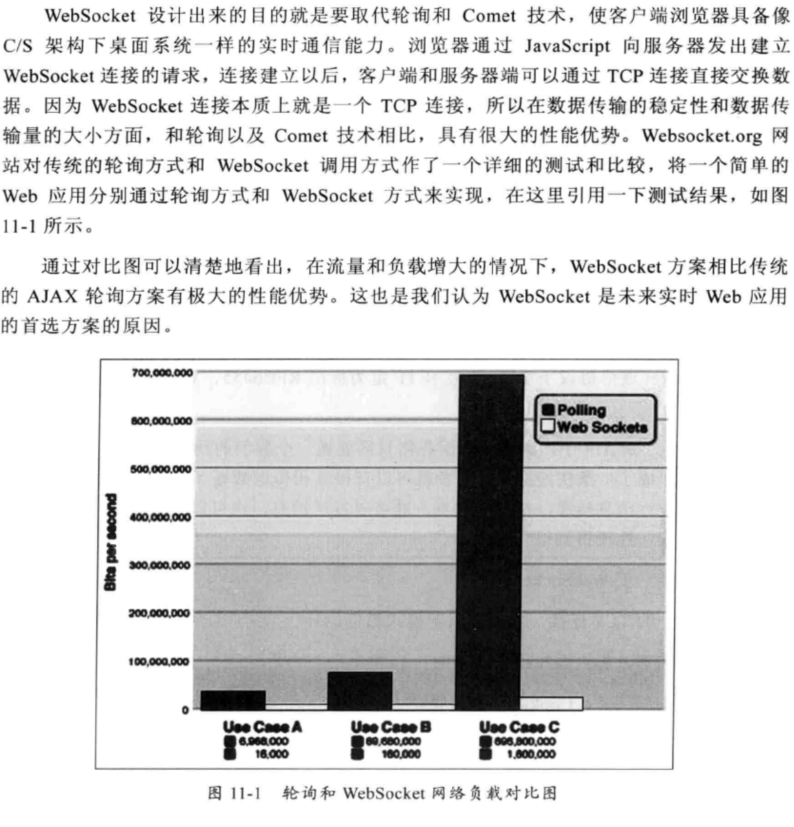 WebSocket 设计出来的目的就是要取代轮询和 Comet 技术，使客户端浏览器具备像
C/S 架构下桌面系统一样的实时通信能力。浏览器通过 JavaScript 向服务器发出建立
WebSocket 连接的请求，连接建立以后，客户端和服务器端可以通过 TCP 连接直接交换数
据。因为 WebSocket 连接本质上就是一个 TCP 连接，所以在数据传输的稳定性和数据传
输量的大小方面，和轮询以及 Comet 技术相比，具有很大的性能优势。Websocket.org 网
站对传统的轮询方式和 WebSocket 调用方式作了一个详细的测试和比较，将一个简单的
Web 应用分别通过轮询方式和 WebSocket 方式来实现，在这里引用一下测试结果，如图
11-1 所示。
通过对比图可以清楚地看出，在流量和负载增大的情况下，WebSocket 方案相比传统
的 AJAX 轮询方案有极大的性能优势。这也是我们认为 WebSocket 是未来实时 Web 应用
的首选方案的原因。
700,000,000
600,000,000
500,000,000
400,000,000
300,000,000
200,000,000
100,000,000
0
Bits per second
Polling
Web Sockets
Use Case A
6,968,000
16,000
Use Case B
69,680,000
160,000
Use Case C
696,800,000
1,600,000
图 11-1 轮询和 WebSocket 网络负载对比图